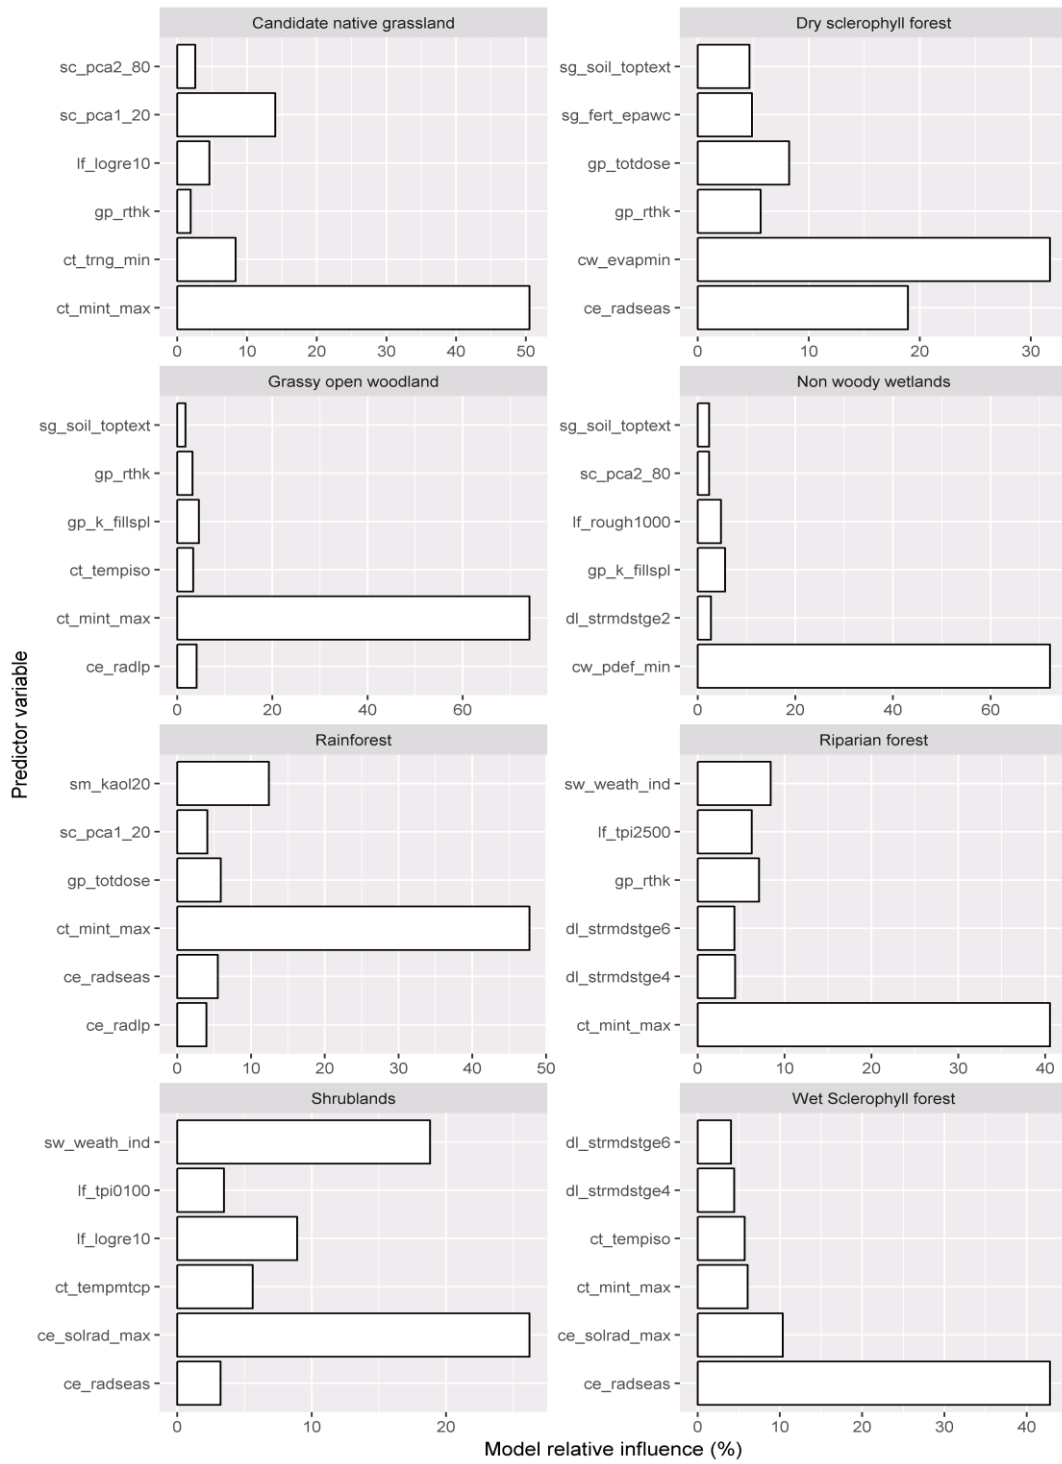 Candidate native grassland
sc_pca2_80
sc_pca1_20
lf_logre10
gp_rthk
ct_trng_min
ct_mint_max
0 10 20 30 40 50
Dry sclerophyll forest
sg_soil_toptext
sg_fert_epawc
gp_totdose
gp_rthk
cw_evapmin
ce_radseas
0 10 20 30
Grassy open woodland
sg_soil_toptext
gp_rthk
gp_k_fillspl
ct_tempiso
ct_mint_max
ce_radlp
0 20 40 60
Non woody wetlands
sg_soil_toptext
sc_pca2_80
lf_rough1000
gp_k_fillspl
dl_strmdstge2
cw_pdef_min
0 20 40 60
Predictor variable
Rainforest
sm_kaol20
sc_pca1_20
gp_totdose
ct_mint_max
ce_radseas
ce_radlp
0 10 20 30 40 50
Riparian forest
sw_weath_ind
lf_tpi2500
gp_rthk
dl_strmdstge6
dl_strmdstge4
ct_mint_max
0 10 20 30 40
Shrublands
sw_weath_ind
lf_tpi0100
lf_logre10
ct_tempmtcp
ce_solrad_max
ce_radseas
0 10 20
Wet Sclerophyll forest
dl_strmdstge6
dl_strmdstge4
ct_tempiso
ct_mint_max
ce_solrad_max
ce_radseas
0 10 20 30 40
Model relative influence (%)